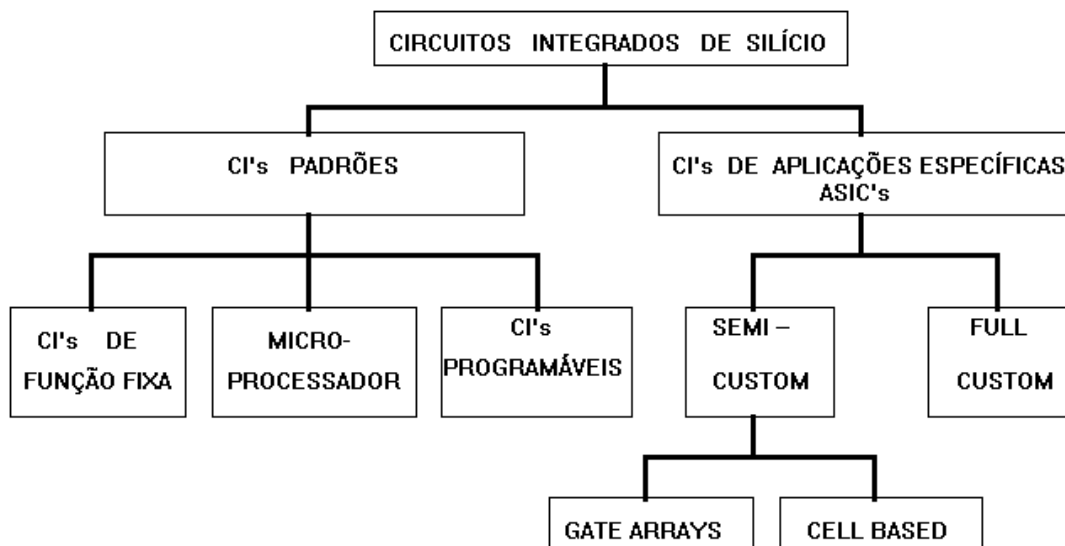 CIRCUITOS INTEGRADOS DE SILÍCIO
CI's PADRÕES
CI's DE APLICAÇÕES ESPECÍFICAS
ASIC's
CI's DE
FUNÇÃO FIXA
MICRO-
PROCESSADOR
CI's
PROGRAMÁVEIS
SEMI –
CUSTOM
FULL
CUSTOM
GATE ARRAYS
CELL BASED